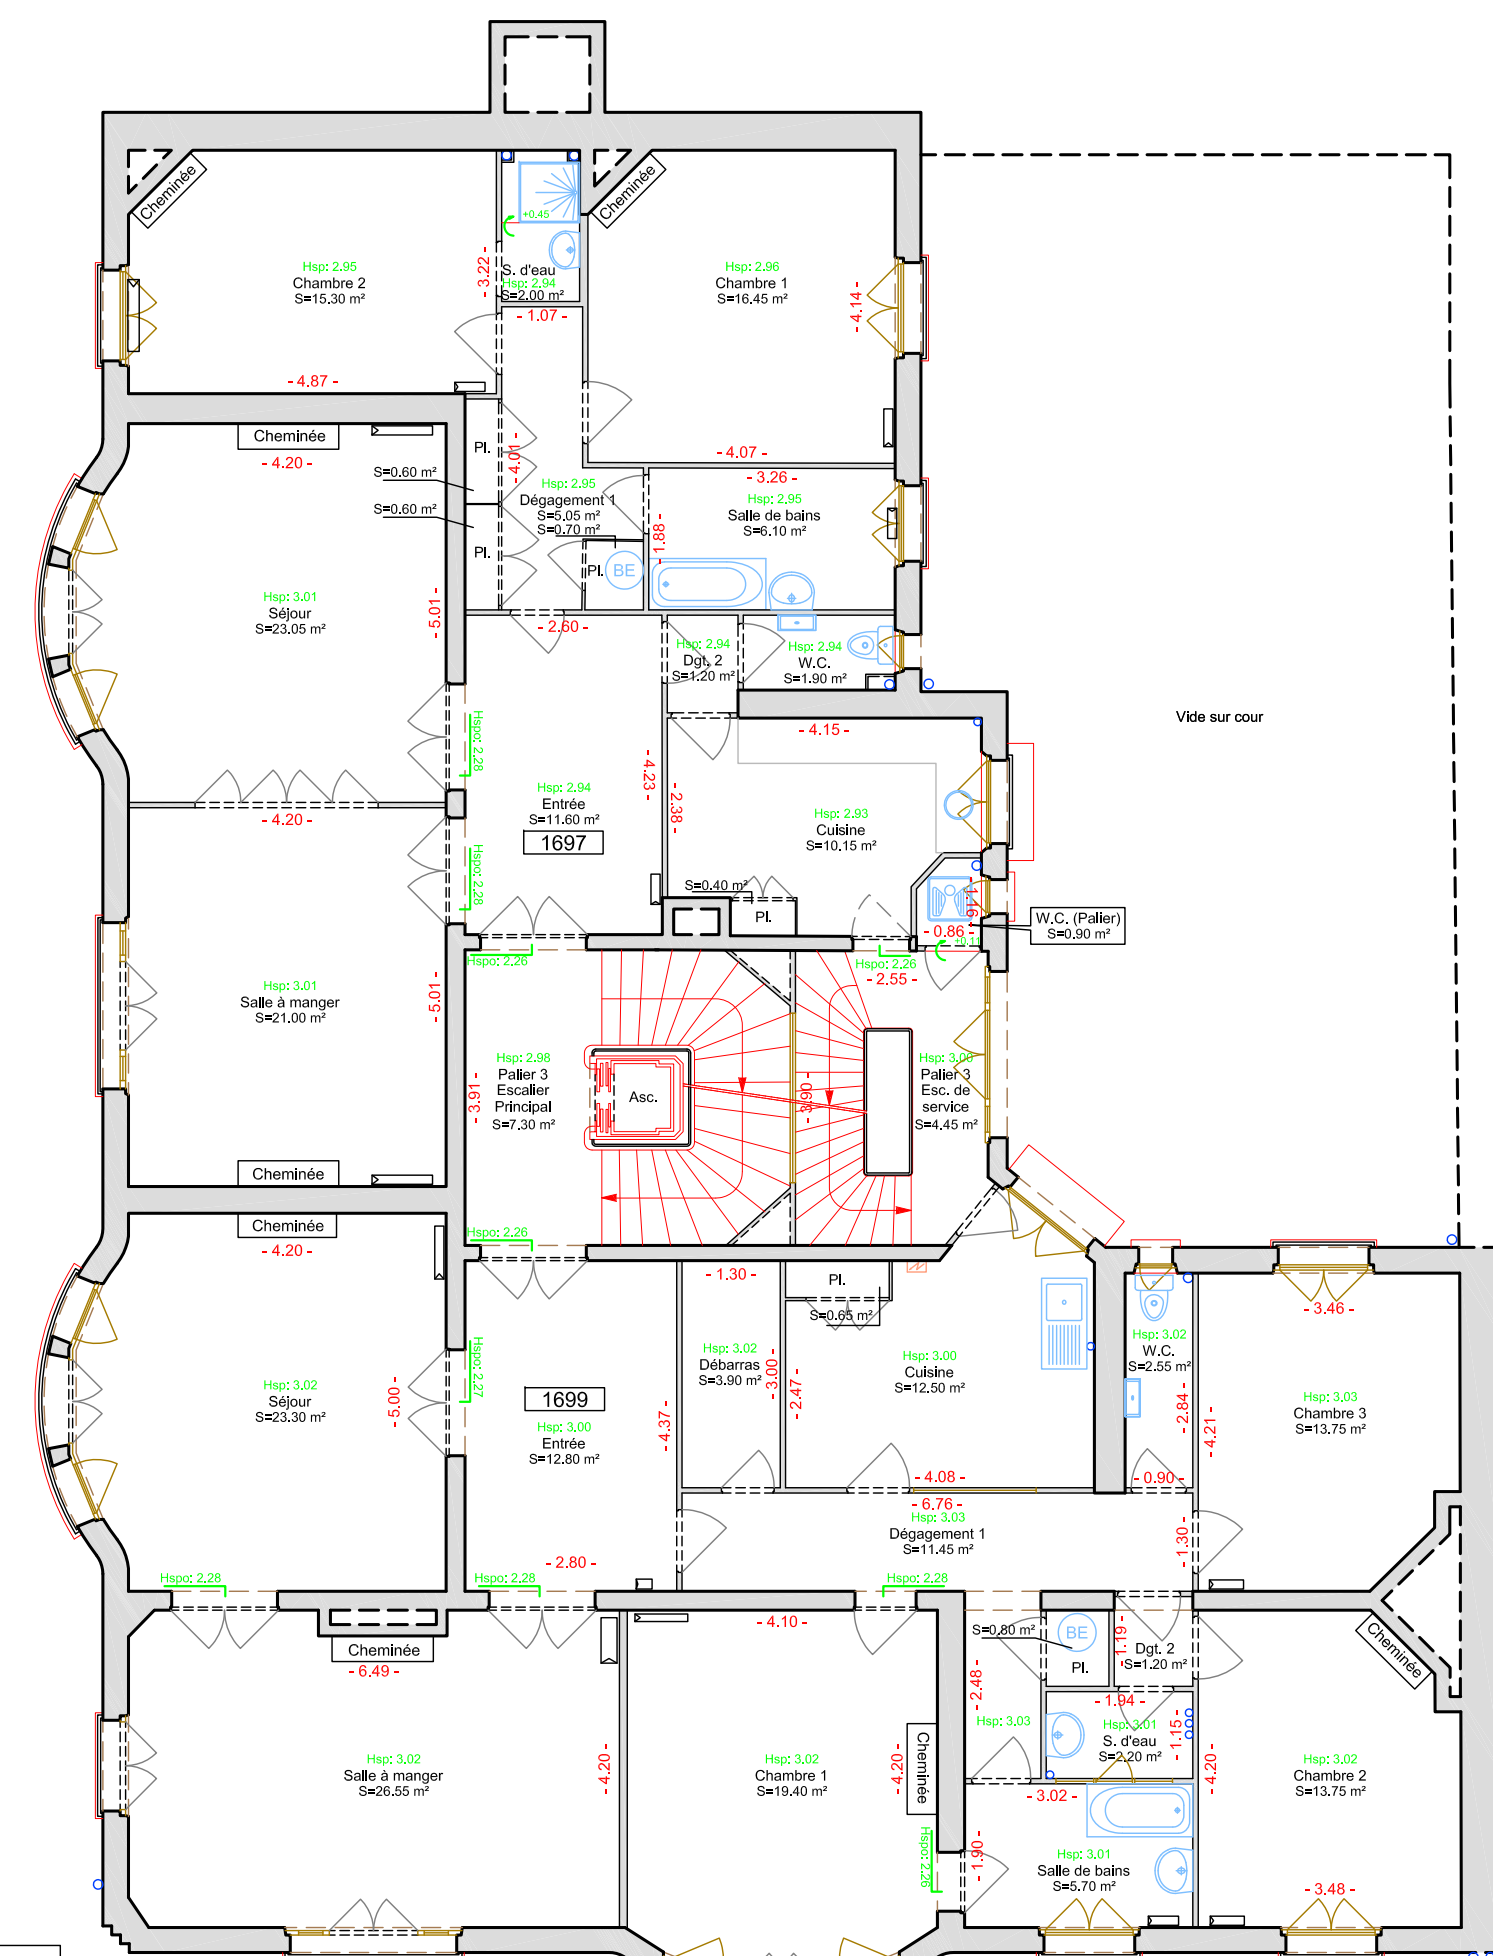 Cheminée
Hsp: 2.95
Chambre 2
S=15.30 m²
- 4.87 -
- 3.22 -
+0.45
S. d'eau
Hsp: 2.94
S=2.00 m²
- 1.07 -
Cheminée
Hsp: 2.96
Chambre 1
S=16.45 m²
- 4.14 -
- 4.07 -
Cheminée
- 4.20 -
S=0.60 m²
S=0.60 m²
Pl.
Pl.
- 4.01 -
Hsp: 2.95
Dégagement 1
S=5.05 m²
S=0.70 m²
Pl.
BE
- 3.26 -
Hsp: 2.95
Salle de bains
S=6.10 m²
- 1.88 -
Hsp: 3.01
Séjour
S=23.05 m²
- 5.01 -
- 2.60 -
Hsp: 2.94
Dgt. 2
S=1.20 m²
Hsp: 2.94
W.C.
S=1.90 m²
Vide sur cour
Hspo: 2.28
- 4.23 -
- 4.15 -
- 2.38 -
Hsp: 2.94
Entrée
S=11.60 m²
1697
Hsp: 2.93
Cuisine
S=10.15 m²
- 4.20 -
Hspo: 2.28
S=0.40 m²
Pl.
- 1.16 -
- 0.86 -
+0.11
W.C. (Palier)
S=0.90 m²
Hspo: 2.26
Hspo: 2.26
- 2.55 -
Hsp: 3.01
Salle à manger
S=21.00 m²
- 5.01 -
Hsp: 2.98
Palier 3
Escalier
Principal
S=7.30 m²
- 3.91 -
Asc.
- 3.90 -
Hsp: 3.00
Palier 3
Esc. de
service
S=4.45 m²
Cheminée
Cheminée
- 4.20 -
Hspo: 2.26
- 1.30 -
Pl.
S=0.65 m²
- 3.46 -
Hspo: 2.27
Hsp: 3.02
Séjour
S=23.30 m²
- 5.00 -
1699
Hsp: 3.00
Entrée
S=12.80 m²
- 4.37 -
Hsp: 3.02
Débarras
S=3.90 m²
- 3.00 -
- 2.47 -
Hsp: 3.00
Cuisine
S=12.50 m²
Hsp: 3.02
W.C.
S=2.55 m²
- 2.84 -
- 0.90 -
- 4.21 -
Hsp: 3.03
Chambre 3
S=13.75 m²
- 4.08 -
- 6.76 -
Hsp: 3.03
Dégagement 1
S=11.45 m²
- 1.30 -
- 2.80 -
Hspo: 2.28
Hspo: 2.28
Hspo: 2.28
Cheminée
- 6.49 -
- 4.10 -
S=0.80 m²
BE
Pl.
- 1.19 -
Dgt. 2
S=1.20 m²
Cheminée
- 2.48 -
Hsp: 3.03
- 1.94 -
Hsp: 3.01
S. d'eau
S=2.20 m²
- 1.15 -
Hsp: 3.02
Salle à manger
S=26.55 m²
- 4.20 -
Hsp: 3.02
Chambre 1
S=19.40 m²
- 4.20 -
Cheminée
- 4.20 -
Hsp: 3.02
Chambre 2
S=13.75 m²
- 3.02 -
Hspo: 2.26
- 1.90 -
Hsp: 3.01
Salle de bains
S=5.70 m²
- 3.48 -